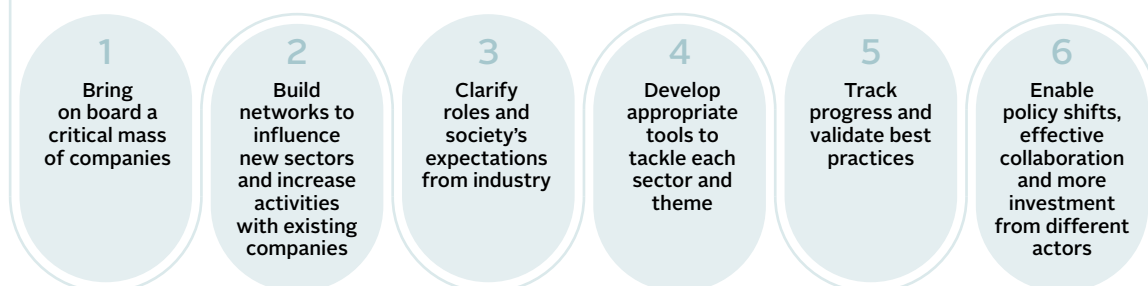 1
Bring
on board a
critical mass
of companies
2
Build
networks to
influence
new sectors
and increase
activities
with existing
companies
3
Clarify
roles and
society's
expectations
from industry
4
Develop
appropriate
tools to
tackle each
sector and
theme
5
Track
progress and
validate best
practices
6
Enable
policy shifts,
effective
collaboration
and more
investment
from different
actors